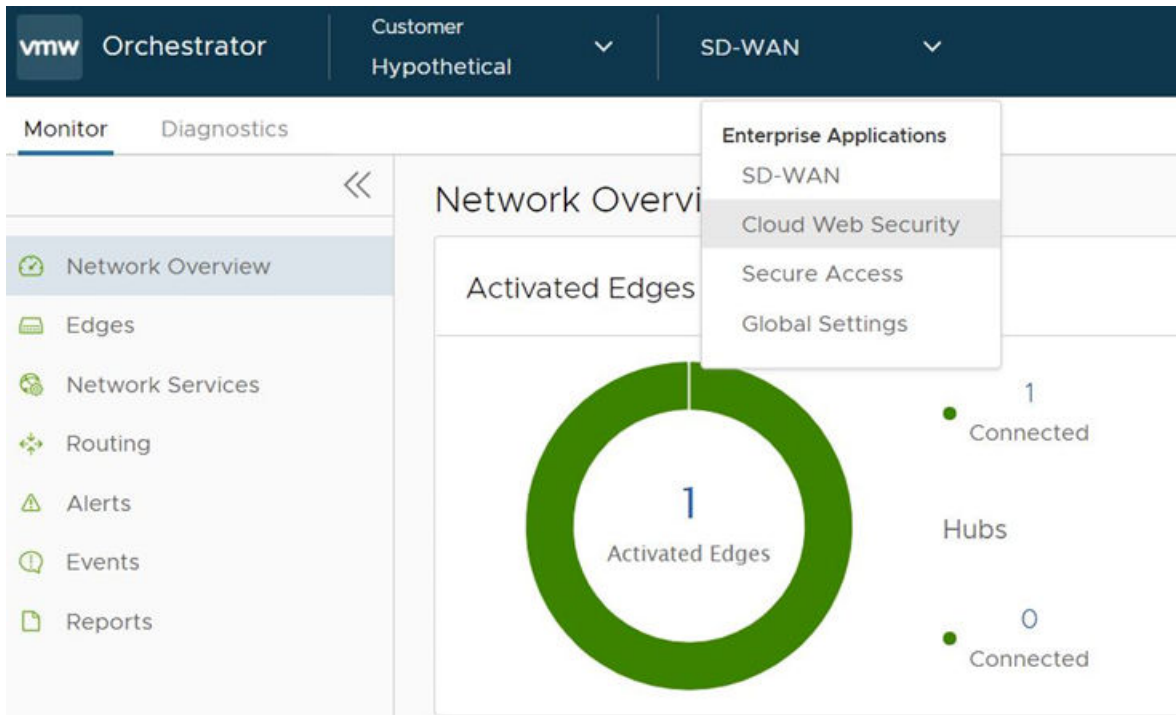 vmw Orchestrator
Customer
Hypothetical
SD-WAN
Monitor Diagnostics
Enterprise Applications
SD-WAN
Cloud Web Security
Secure Access
Global Settings
Network Overview
Edges
Network Services
Routing
Alerts
Events
Reports
Network Overvi
Activated Edges
1
Activated Edges
1
Connected
Hubs
0
Connected